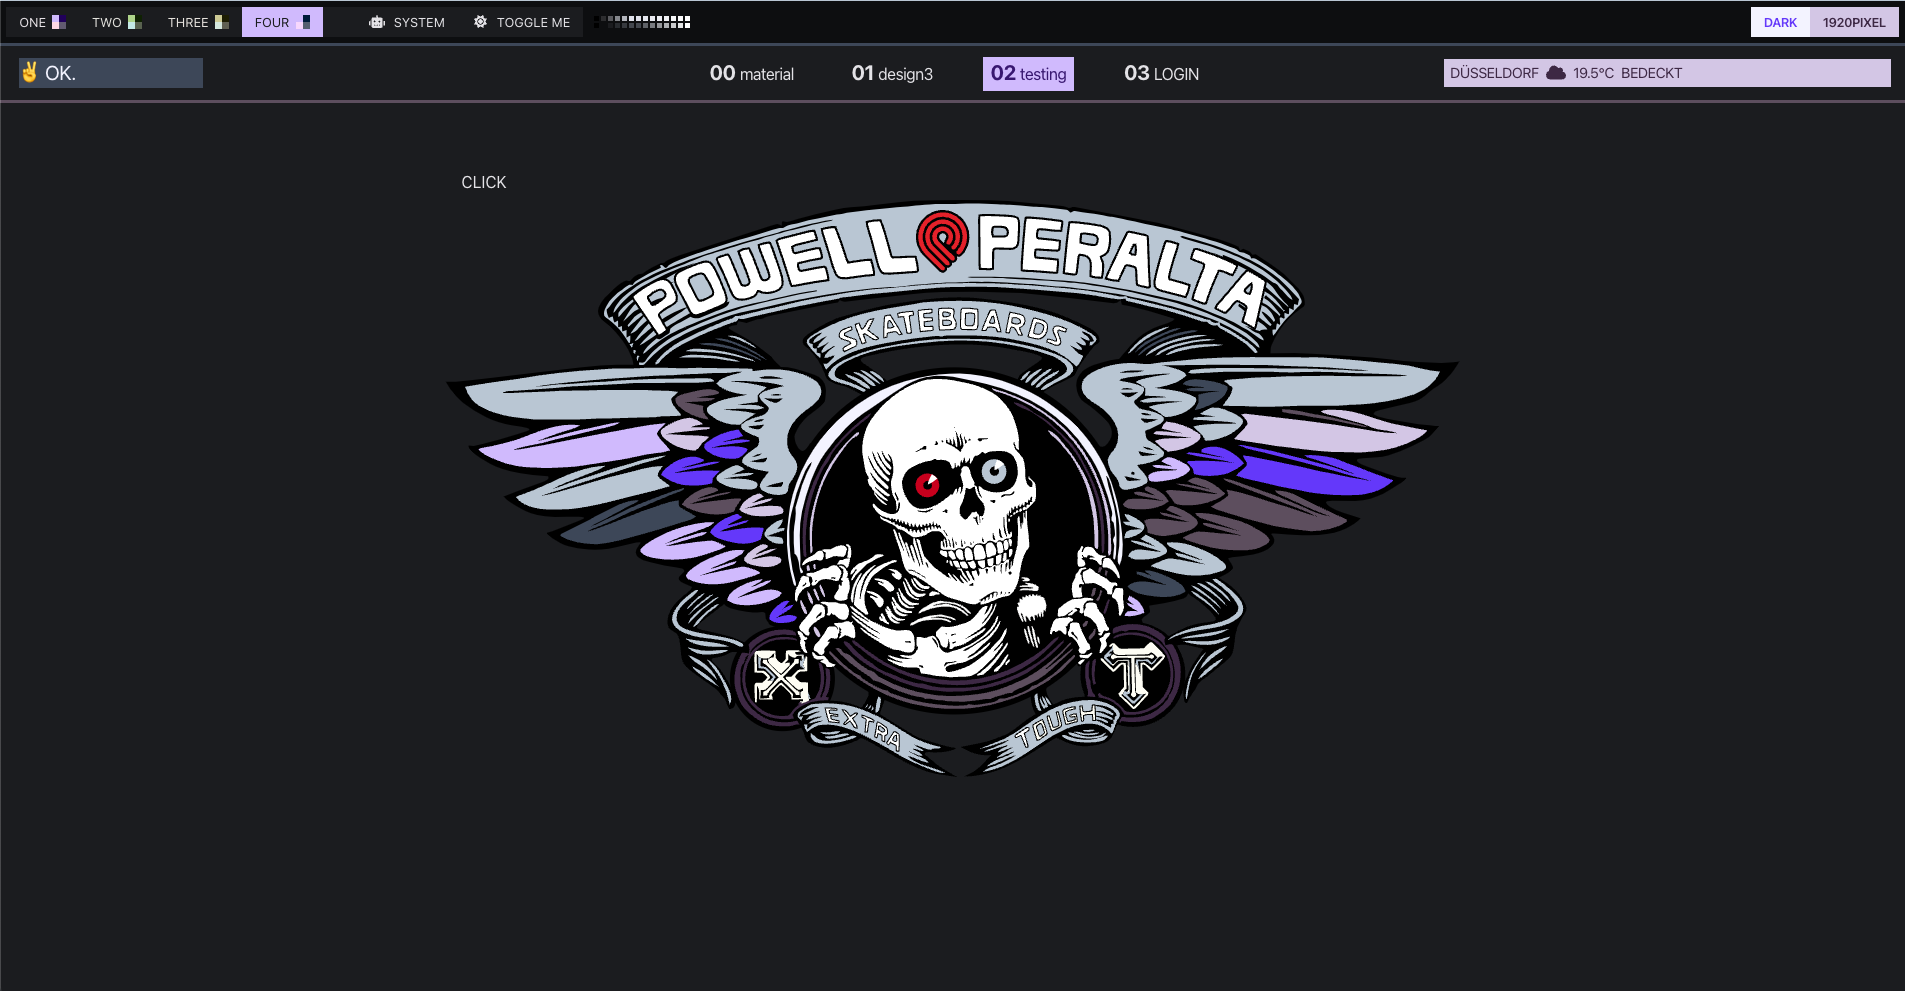 ONE TWO THREE FOUR SYSTEM TOGGLE ME DARK 1920PIXEL
✌️ OK. 00 material 01 design3 02 testing 03 LOGIN DÜSSELDORF 19.5°C BEDECKT
CLICK
POWELL PERALTA
SKATEBOARDS
X T
EXTRA TOUGH